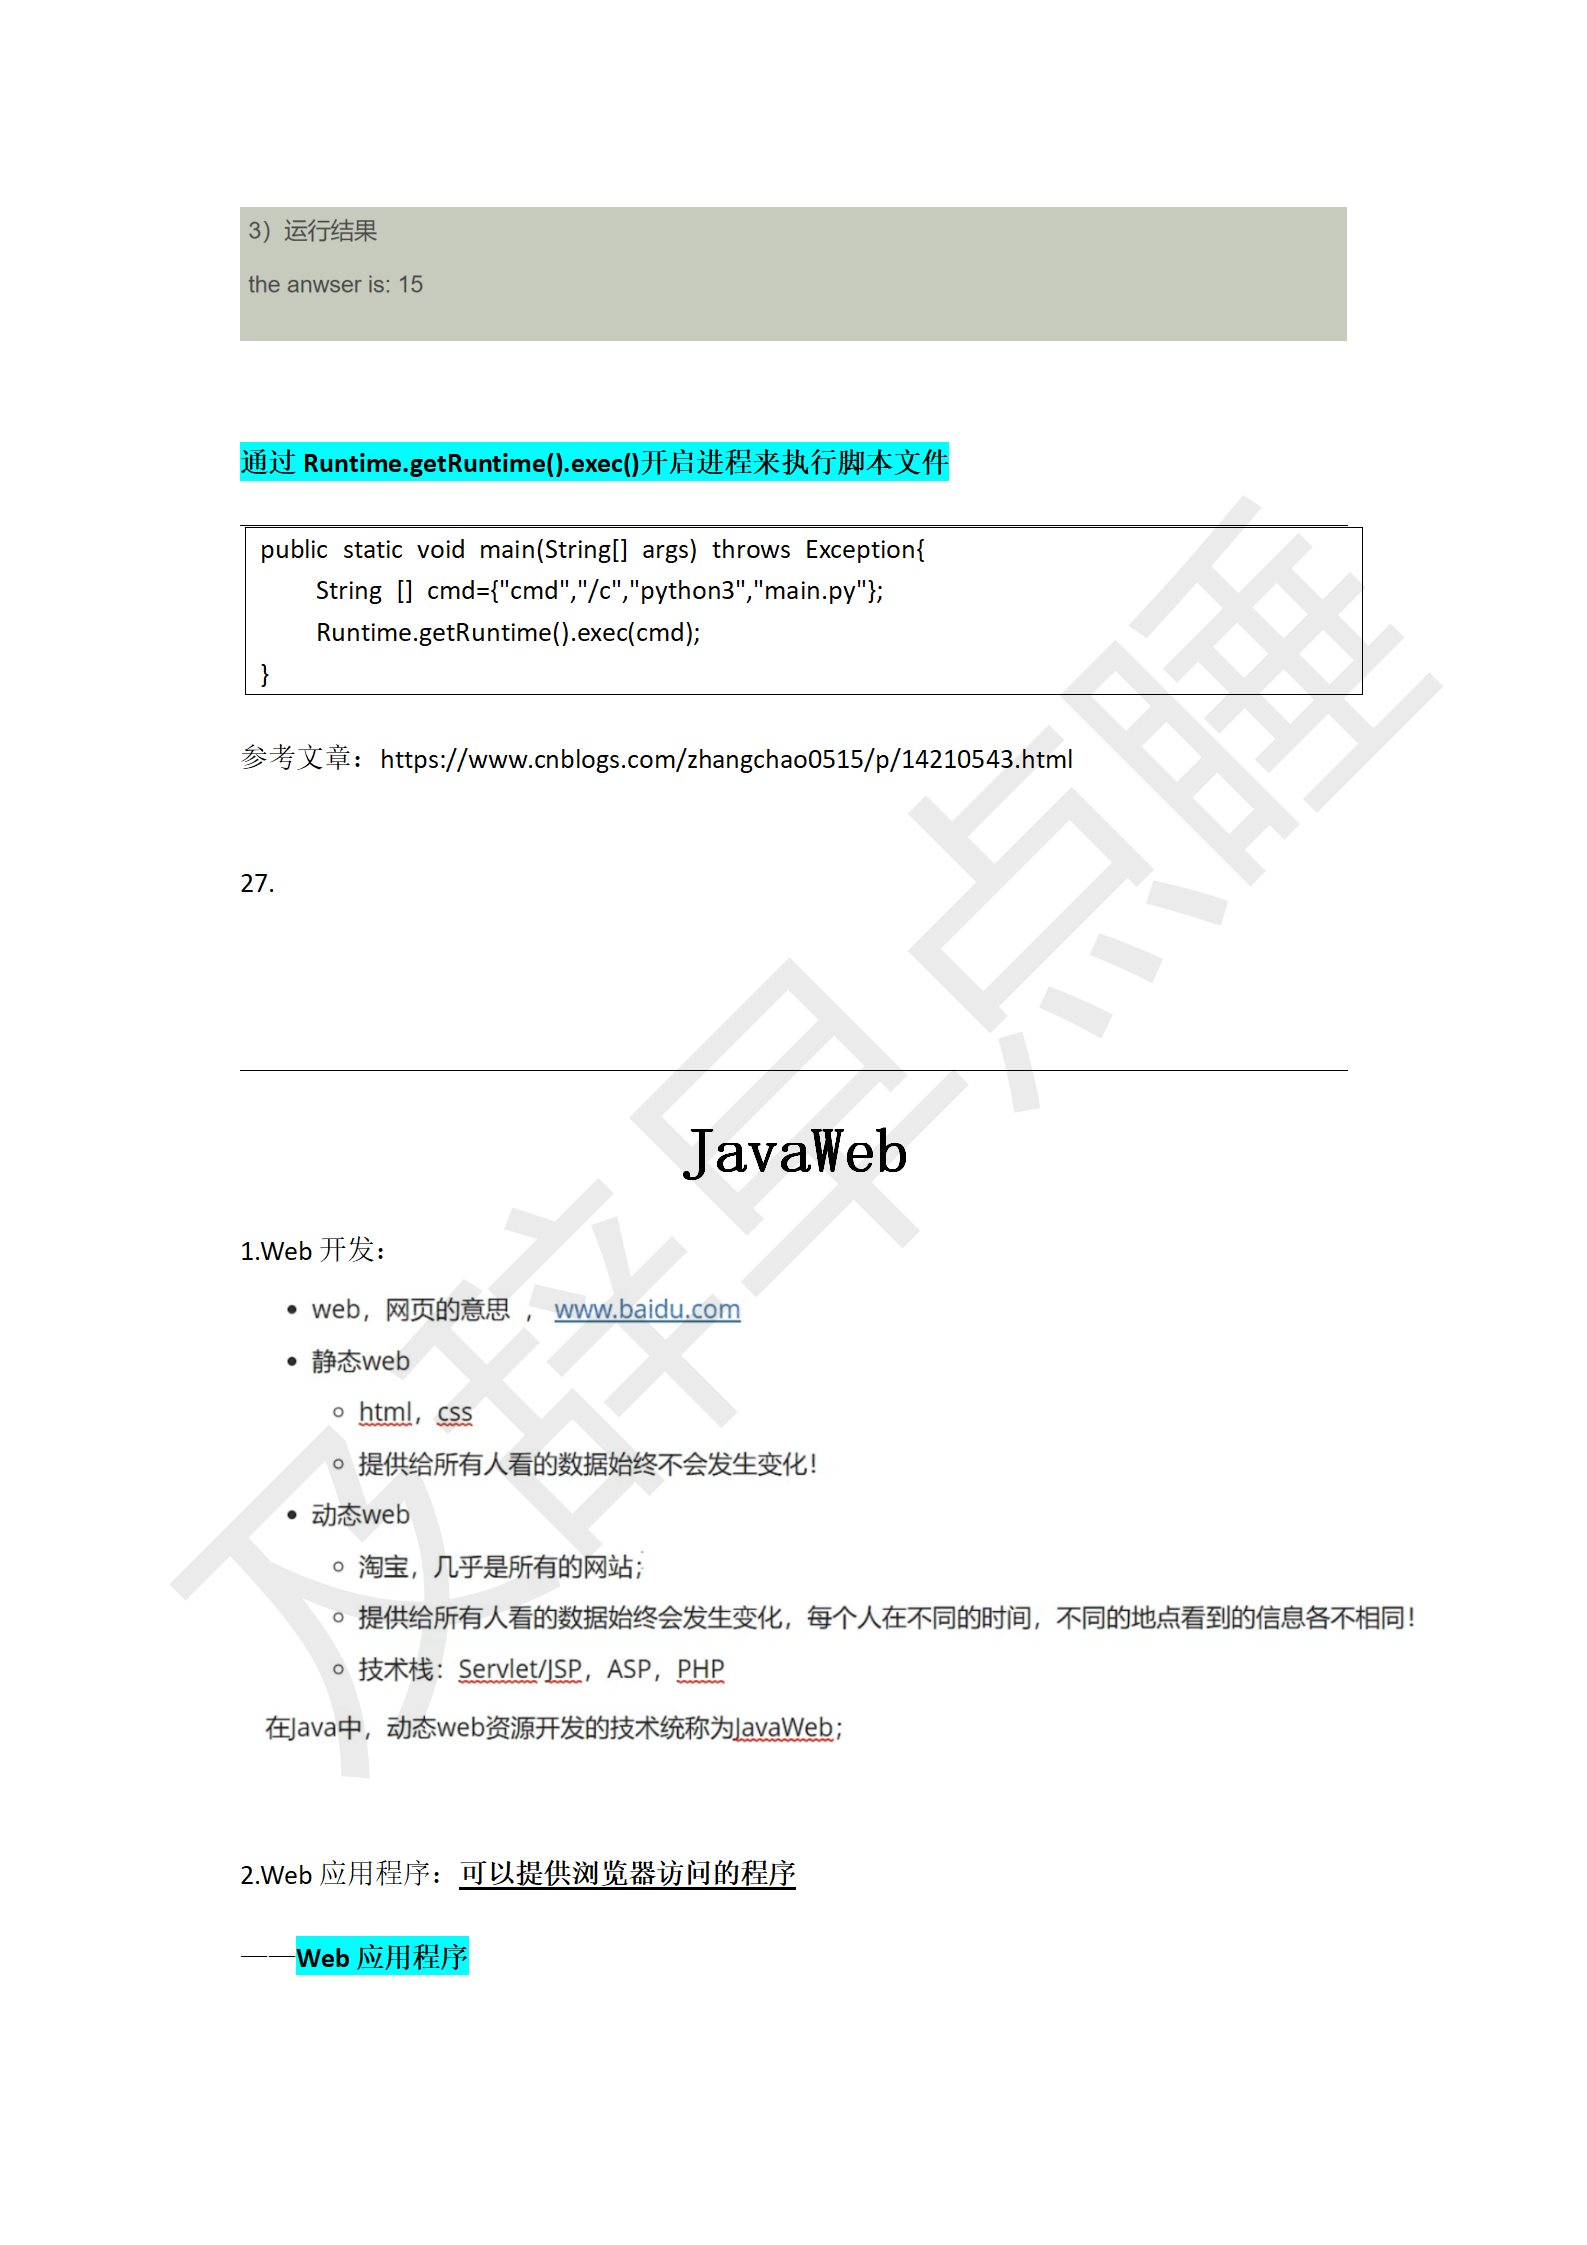 3）运行结果
the anwser is: 15
通过 Runtime.getRuntime().exec()开启进程来执行脚本文件
public static void main(String[] args) throws Exception{
String [] cmd={"cmd","/c","python3","main.py"};
Runtime.getRuntime().exec(cmd);
}
参考文章：https://www.cnblogs.com/zhangchao0515/p/14210543.html
27.
JavaWeb
1.Web 开发：
• web，网页的意思 ， www.baidu.com
• 静态web
○ html，css
○ 提供给所有人看的数据始终不会发生变化！
• 动态web
○ 淘宝，几乎是所有的网站；
○ 提供给所有人看的数据始终会发生变化，每个人在不同的时间，不同的地点看到的信息各不相同！
○ 技术栈：Servlet/JSP，ASP，PHP
在Java中，动态web资源开发的技术统称为JavaWeb；
2.Web 应用程序：可以提供浏览器访问的程序
——Web 应用程序
及辞早点睡